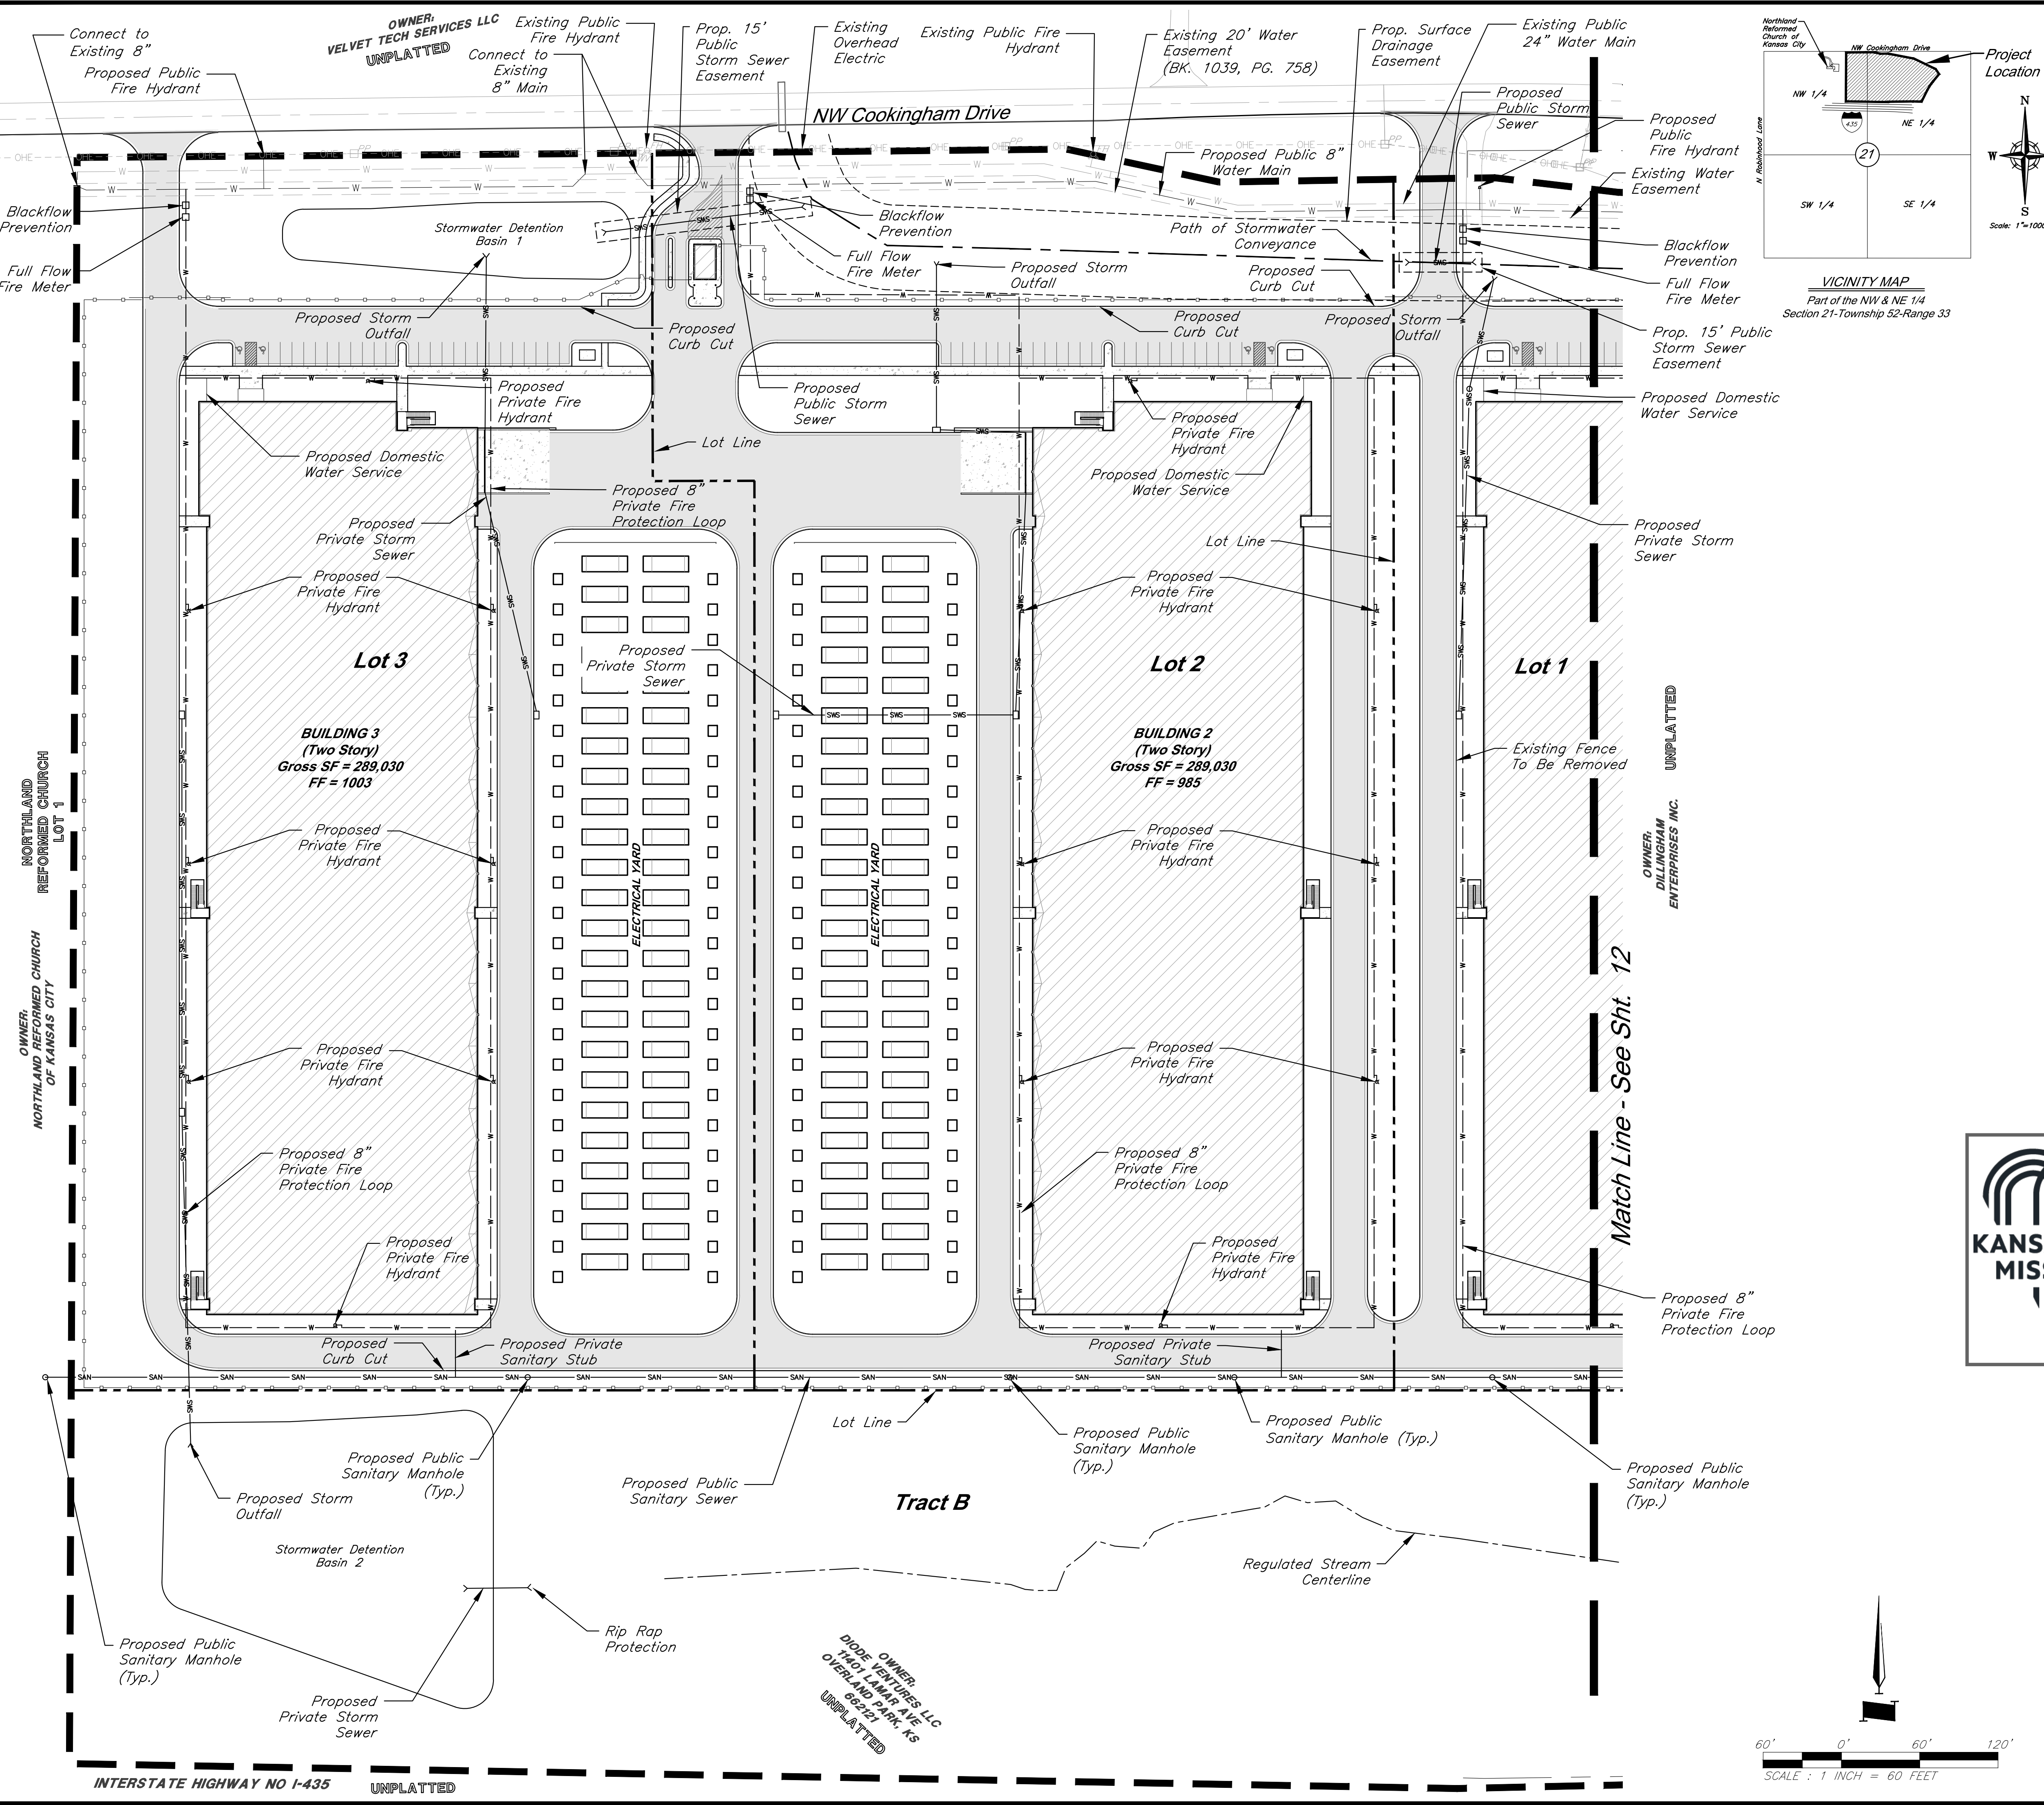 OWNER:
VELVET TECH SERVICES LLC
UNPLATTED
Connect to
Existing 8"
Proposed Public
Fire Hydrant
Existing Public
Fire Hydrant
Connect to
Existing
8" Main
Prop. 15'
Public
Storm Sewer
Easement
Existing
Overhead
Electric
Existing Public Fire
Hydrant
Existing 20' Water
Easement
(BK. 1039, PG. 758)
Prop. Surface
Drainage
Easement
Existing Public
24" Water Main
NW Cookingham Drive
Proposed
Public Storm
Sewer
Proposed
Public
Fire Hydrant
Proposed Public 8"
Water Main
Existing Water
Easement
Blackflow
Prevention
Full Flow
Fire Meter
Stormwater Detention
Basin 1
Blackflow
Prevention
Full Flow
Fire Meter
Path of Stormwater
Conveyance
Proposed Storm
Outfall
Proposed
Curb Cut
Blackflow
Prevention
Full Flow
Fire Meter
Proposed Storm
Outfall
Proposed
Curb Cut
Proposed
Curb Cut
Proposed Storm
Outfall
Prop. 15' Public
Storm Sewer
Easement
Proposed
Private Fire
Hydrant
Proposed
Public Storm
Sewer
Proposed
Private Fire
Hydrant
Proposed Domestic
Water Service
Proposed Domestic
Water Service
Lot Line
Proposed Domestic
Water Service
Proposed 8"
Private Fire
Protection Loop
Proposed
Private Storm
Sewer
Lot Line
Proposed
Private Storm
Sewer
Proposed
Private Fire
Hydrant
Proposed
Private Fire
Hydrant
Lot 3
Proposed
Private Storm
Sewer
Lot 2
Lot 1
BUILDING 3
(Two Story)
Gross SF = 289,030
FF = 1003
BUILDING 2
(Two Story)
Gross SF = 289,030
FF = 985
Existing Fence
To Be Removed
Proposed
Private Fire
Hydrant
Proposed
Private Fire
Hydrant
ELECTRICAL YARD
ELECTRICAL YARD
Proposed
Private Fire
Hydrant
Proposed
Private Fire
Hydrant
Proposed 8"
Private Fire
Protection Loop
Proposed 8"
Private Fire
Protection Loop
Proposed
Private Fire
Hydrant
Proposed
Private Fire
Hydrant
Proposed 8"
Private Fire
Protection Loop
Proposed
Curb Cut
Proposed Private
Sanitary Stub
Proposed Private
Sanitary Stub
Lot Line
Proposed Public
Sanitary Manhole
(Typ.)
Proposed Public
Sanitary Manhole (Typ.)
Proposed Public
Sanitary Manhole
(Typ.)
Proposed Public
Sanitary Sewer
Proposed Public
Sanitary Manhole
(Typ.)
Proposed Storm
Outfall
Tract B
Stormwater Detention
Basin 2
Regulated Stream
Centerline
Rip Rap
Protection
Proposed Public
Sanitary Manhole
(Typ.)
Proposed
Private Storm
Sewer
OWNER:
DIODE VENTURES LLC
11401 LAMAR AVE
OVERLAND PARK, KS
662121
UNPLATTED
INTERSTATE HIGHWAY NO I-435
UNPLATTED
NORTHLAND
REFORMED CHURCH
LOT 1
OWNER:
NORTHLAND REFORMED CHURCH
OF KANSAS CITY
UNPLATTED
OWNER:
DILLINGHAM
ENTERPRISES INC.
Match Line - See Sht. 12
Northland
Reformed
Church of
Kansas City
NW Cookingham Drive
Project
Location
NW 1/4
NE 1/4
435
21
N Robinhood Lane
SW 1/4
SE 1/4
N
W
S
Scale: 1"=1000
VICINITY MAP
Part of the NW & NE 1/4
Section 21-Township 52-Range 33
KANS
MISS
60'
0'
60'
120'
SCALE : 1 INCH = 60 FEET